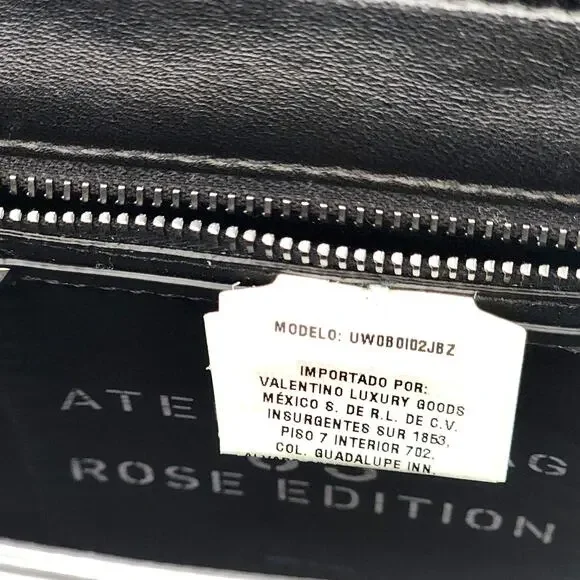 MODELO: UW0B0I02JBZ
IMPORTADO POR:
VALENTINO LUXURY GOODS
MÉXICO S. DE R.L. DE C.V.
INSURGENTES SUR 1853,
PISO 7 INTERIOR 702.
COL. GUADALUPE INN,
ATE AG
ROSE EDITION